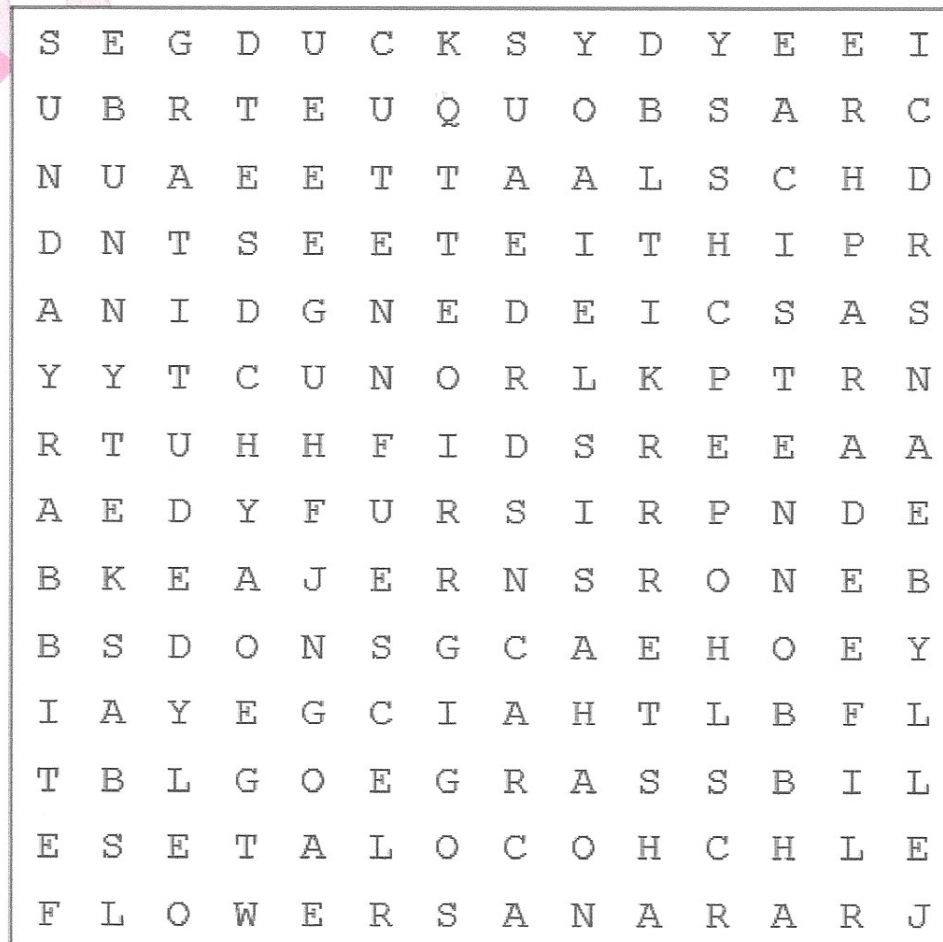 S E G D U C K S Y D Y E E I
U B R T E U Q U O B S A R C
N U A E E T T A A L S C H D
D N T S E E T E I T H I P R
A N I D G N E D E I C S A S
Y Y T C U N O R L K P T R N
R T U H H F I D S R E E A A
A E D Y F U R S I R P N D E
B K E A J E R N S R O N E B
B S D O N S G C A E H O E Y
I A Y E G C I A H T L B F L
T B L G O E G R A S S B I L
E S E T A L O C O H C H L E
F L O W E R S A N A R A R J